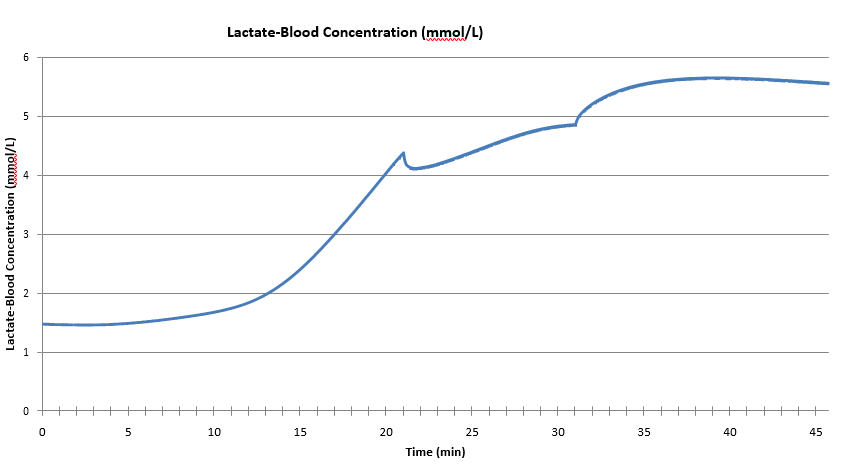 Lactate-Blood Concentration (mmol/L)
6
5
4
3
2
1
0
Lactate-Blood Concentration (mmol/L)
0 5 10 15 20 25 30 35 40 45
Time (min)